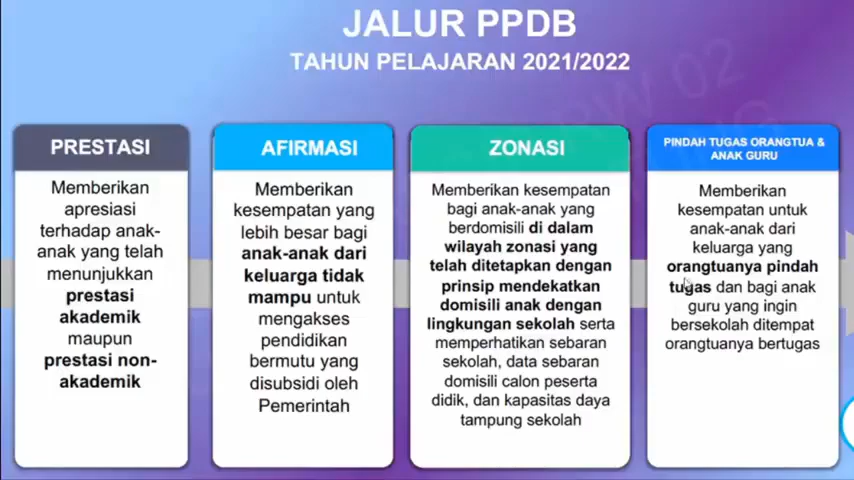 JALUR PPDB
TAHUN PELAJARAN 2021/2022
PRESTASI
Memberikan
apresiasi
terhadap anak-
anak yang telah
menunjukkan
prestasi
akademik
maupun
prestasi non-
akademik
AFIRMASI
Memberikan
kesempatan yang
lebih besar bagi
anak-anak dari
keluarga tidak
mampu untuk
mengakses
pendidikan
bermutu yang
disubsidi oleh
Pemerintah
ZONASI
Memberikan kesempatan
bagi anak-anak yang
berdomisili di dalam
wilayah zonasi yang
telah ditetapkan dengan
prinsip mendekatkan
domisili anak dengan
lingkungan sekolah serta
memperhatikan sebaran
sekolah, data sebaran
domisili calon peserta
didik, dan kapasitas daya
tampung sekolah
PINDAH TUGAS ORANGTUA &
ANAK GURU
Memberikan
kesempatan untuk
anak-anak dari
keluarga yang
orangtuanya pindah
tugas dan bagi anak
guru yang ingin
bersekolah ditempat
orangtuanya bertugas